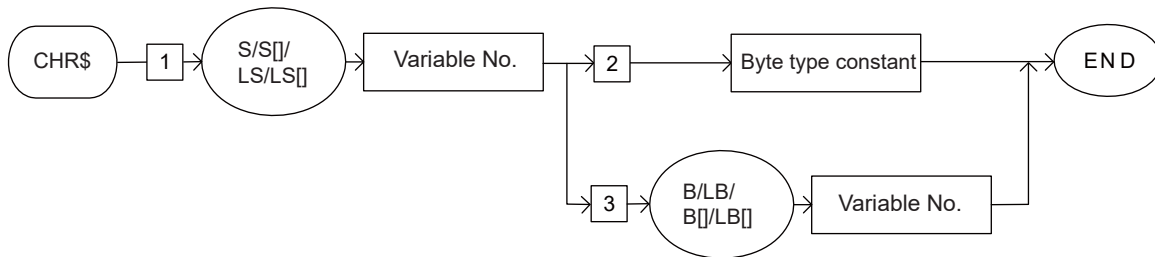 CHR$
1
S/S[]/
LS/LS[]
Variable No.
2
Byte type constant
END
3
B/LB/
B[]/LB[]
Variable No.